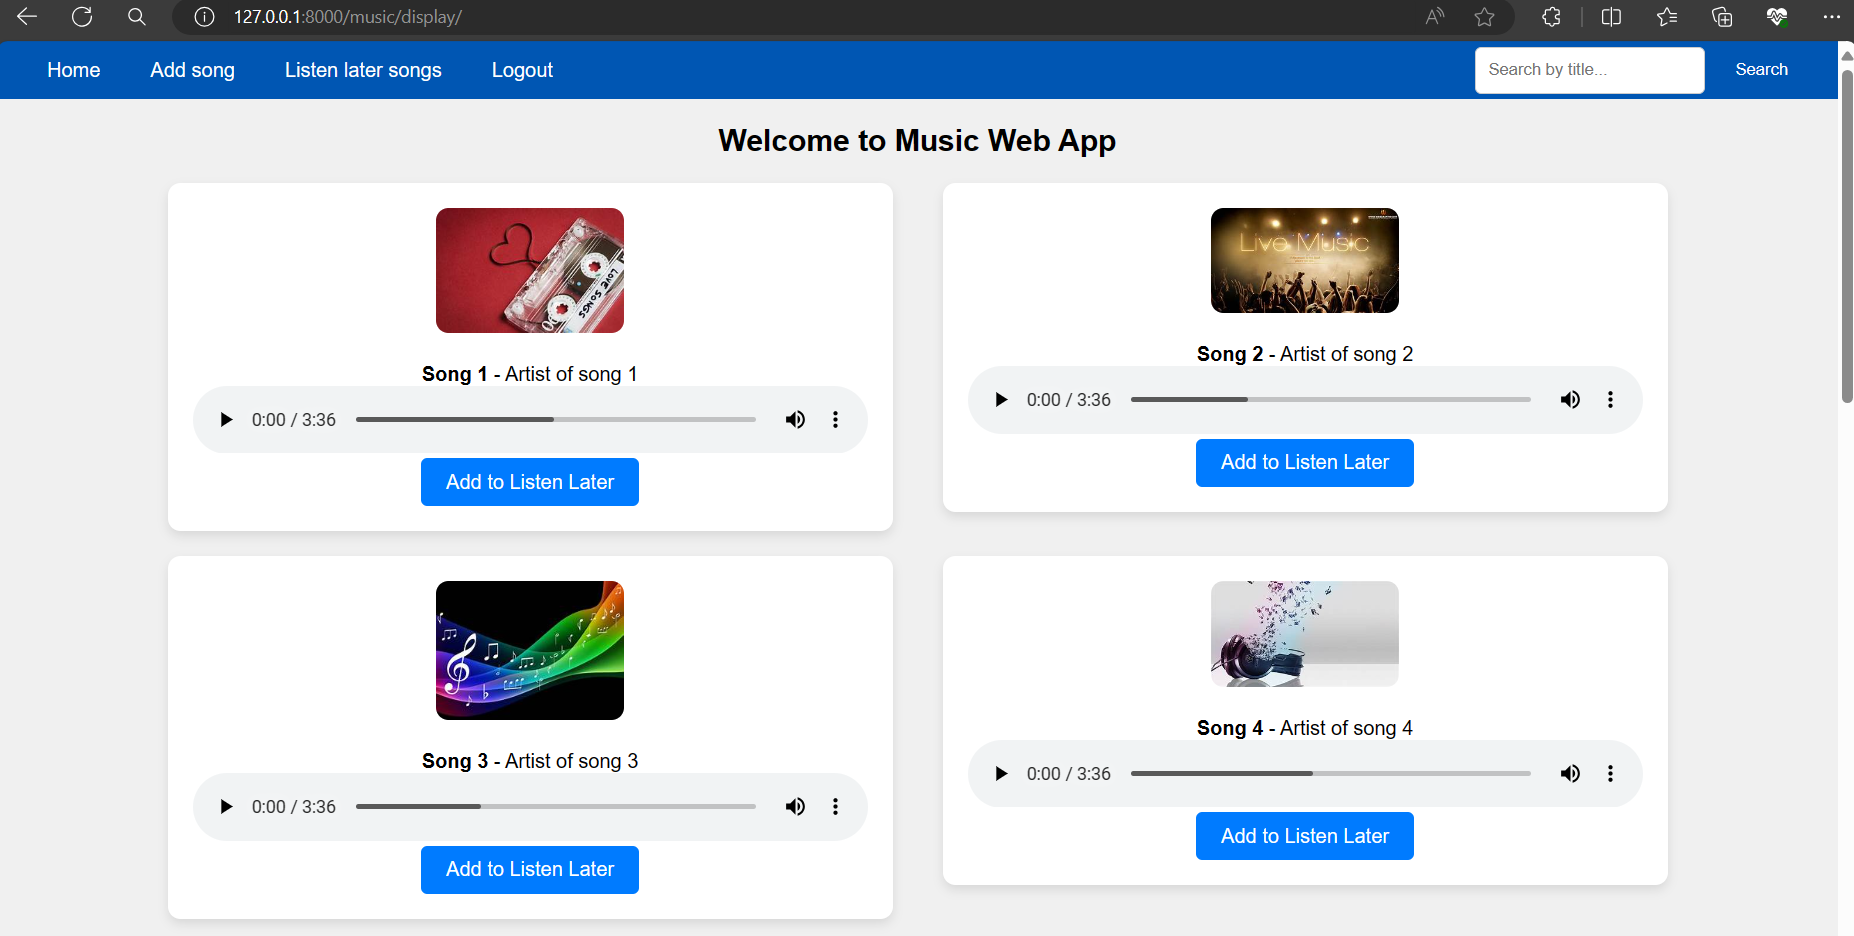 127.0.0.1:8000/music/display/
Home Add song Listen later songs Logout Search by title... Search
Welcome to Music Web App
LOVE SONGS
Song 1 - Artist of song 1
0:00 / 3:36
Add to Listen Later
Live Music
Song 2 - Artist of song 2
0:00 / 3:36
Add to Listen Later
Song 3 - Artist of song 3
0:00 / 3:36
Add to Listen Later
Song 4 - Artist of song 4
0:00 / 3:36
Add to Listen Later